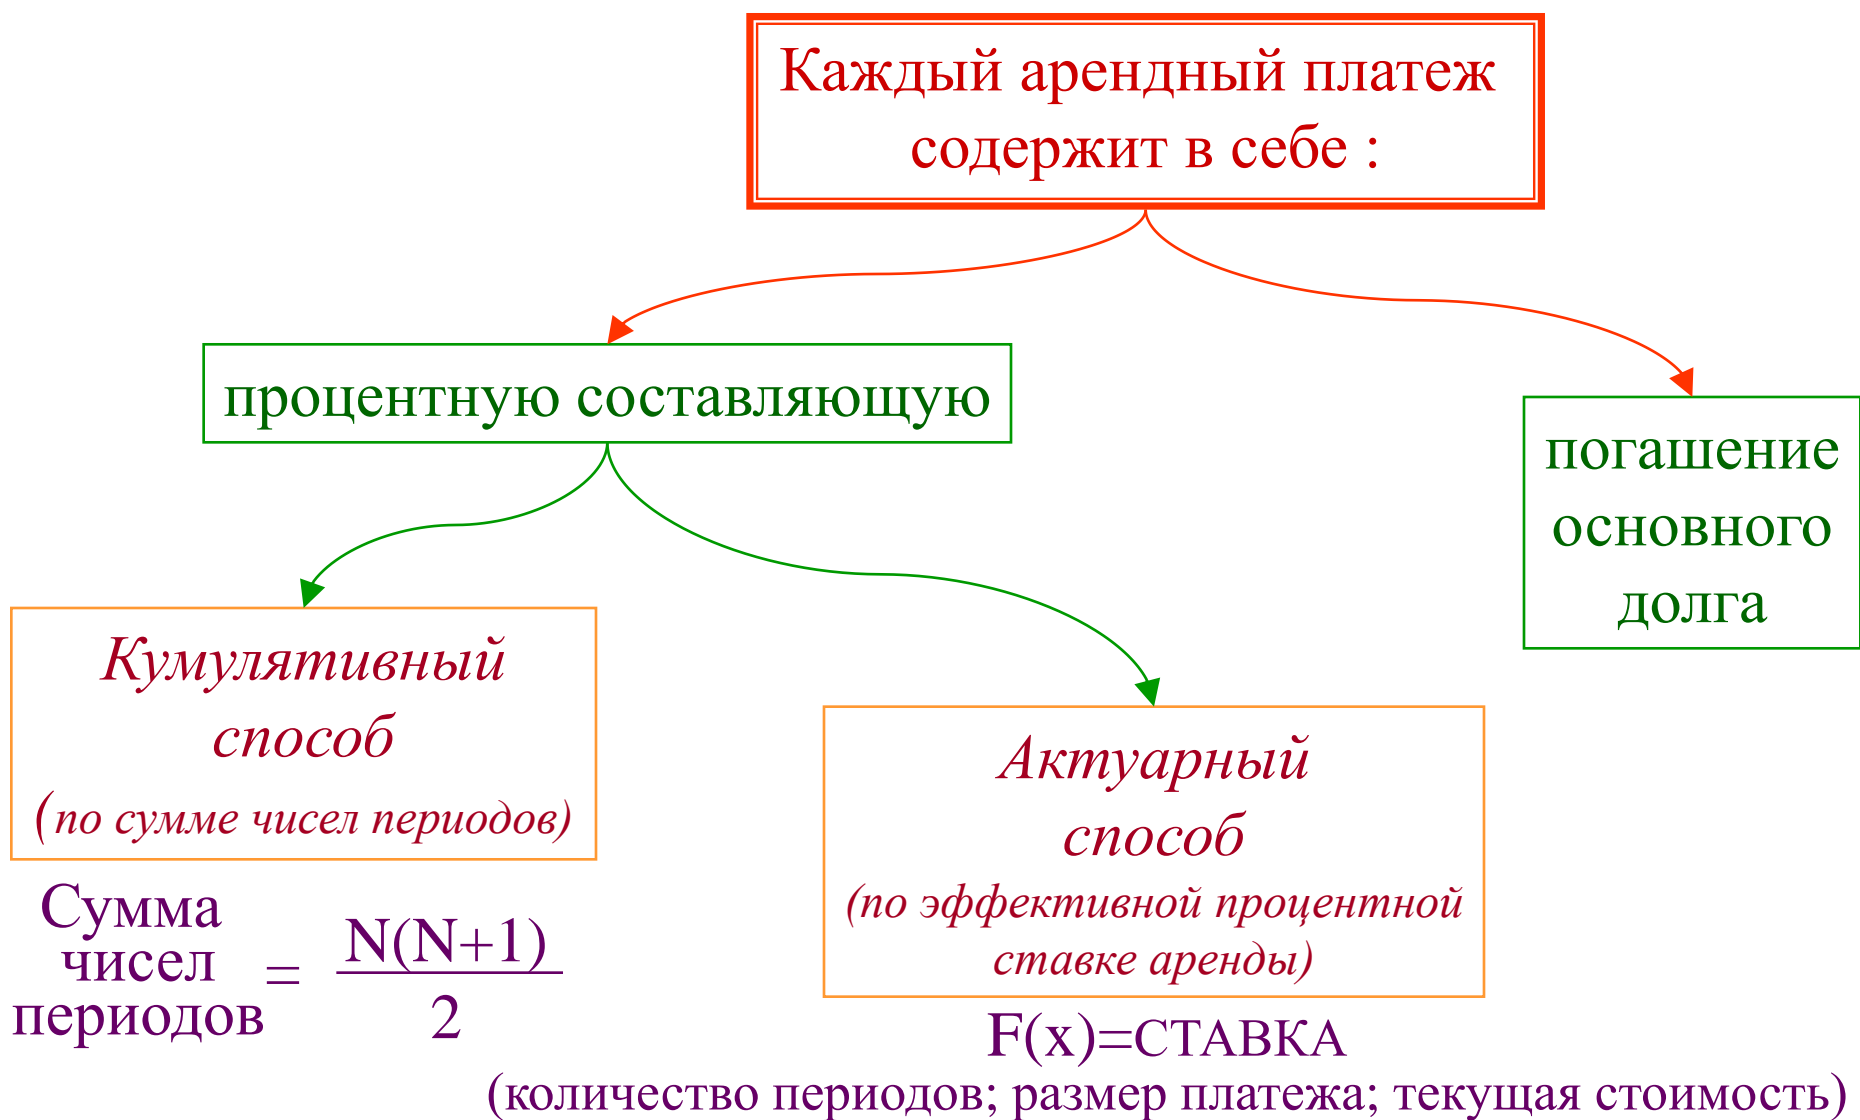 Каждый арендный платеж
содержит в себе :
процентную составляющую
погашение
основного
долга
Кумулятивный
способ
(по сумме чисел периодов)
Актуарный
способ
(по эффективной процентной
ставке аренды)
Сумма
чисел
периодов
= N(N+1)
2
F(x)=СТАВКА
(количество периодов; размер платежа; текущая стоимость)